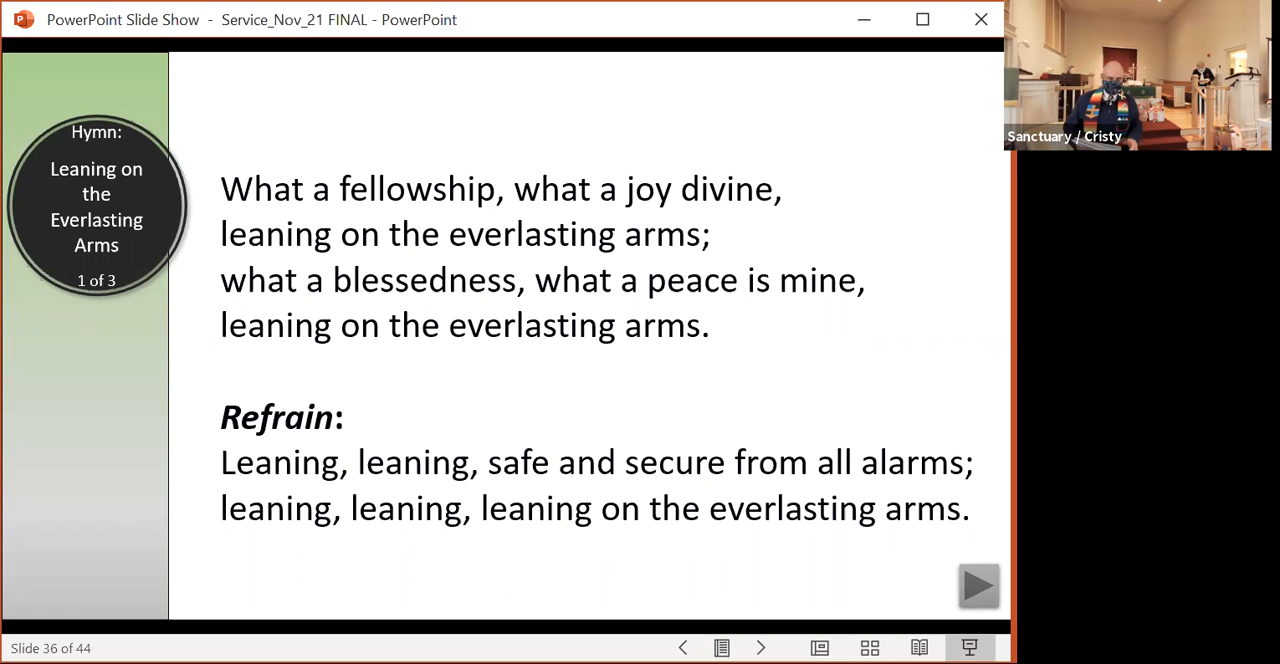 PowerPoint Slide Show - Service_Nov_21 FINAL - PowerPoint
Sanctuary / Cristy
Hymn:
Leaning on
the
Everlasting
Arms
1 of 3
What a fellowship, what a joy divine,
leaning on the everlasting arms;
what a blessedness, what a peace is mine,
leaning on the everlasting arms.
Refrain:
Leaning, leaning, safe and secure from all alarms;
leaning, leaning, leaning on the everlasting arms.
Slide 36 of 44